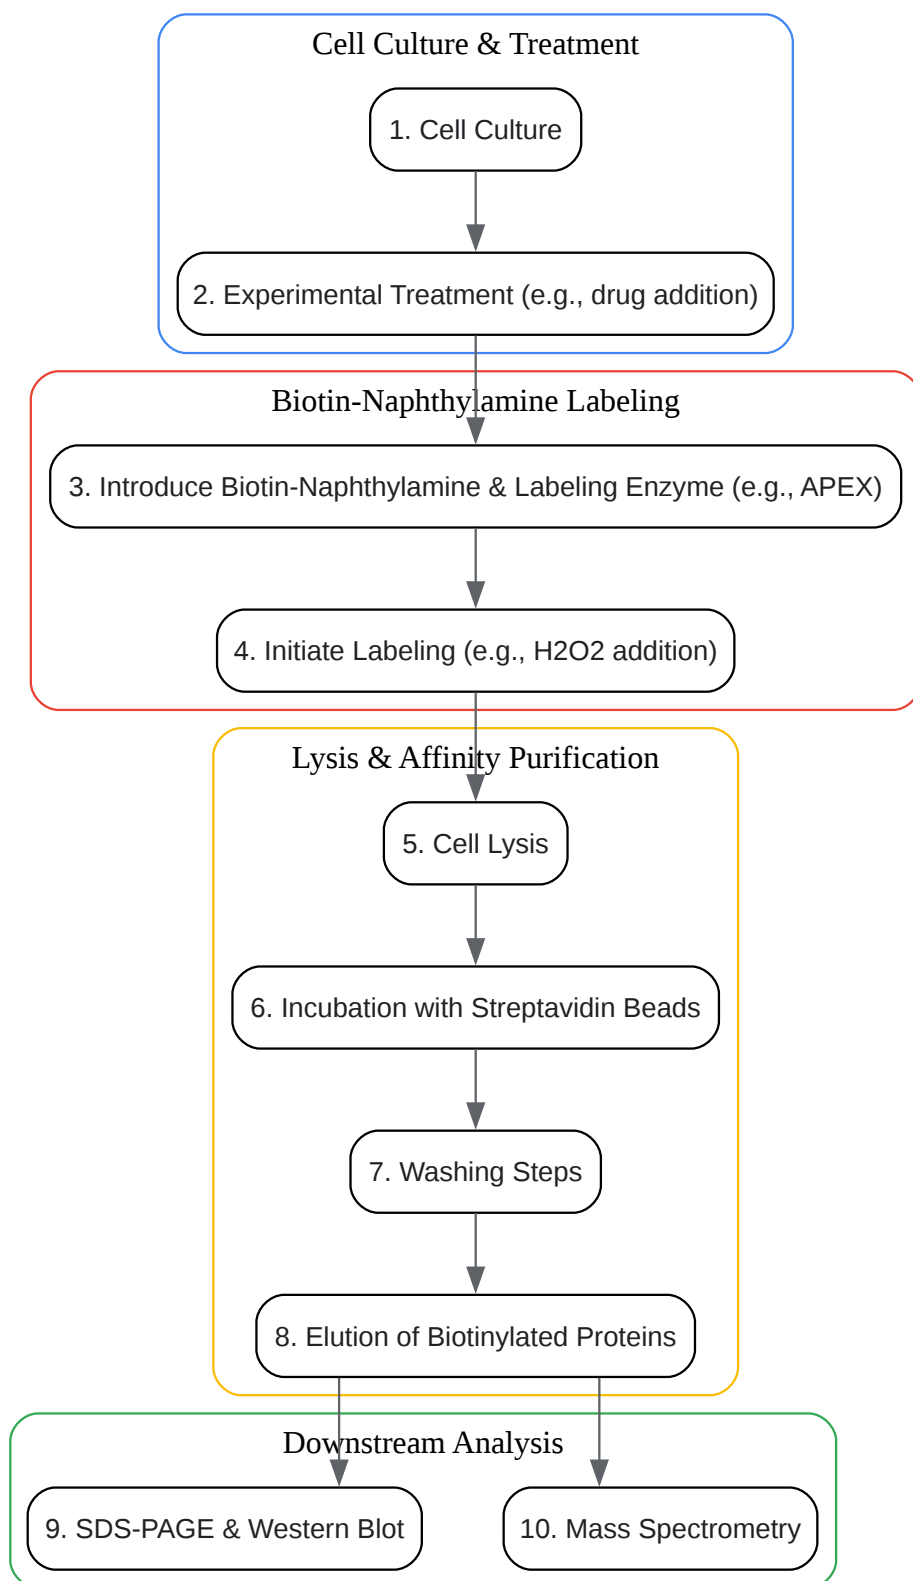 Cell Culture & Treatment
1. Cell Culture
2. Experimental Treatment (e.g., drug addition)
Biotin-Naphthylamine Labeling
3. Introduce Biotin-Naphthylamine & Labeling Enzyme (e.g., APEX)
4. Initiate Labeling (e.g., H2O2 addition)
Lysis & Affinity Purification
5. Cell Lysis
6. Incubation with Streptavidin Beads
7. Washing Steps
8. Elution of Biotinylated Proteins
Downstream Analysis
9. SDS-PAGE & Western Blot
10. Mass Spectrometry